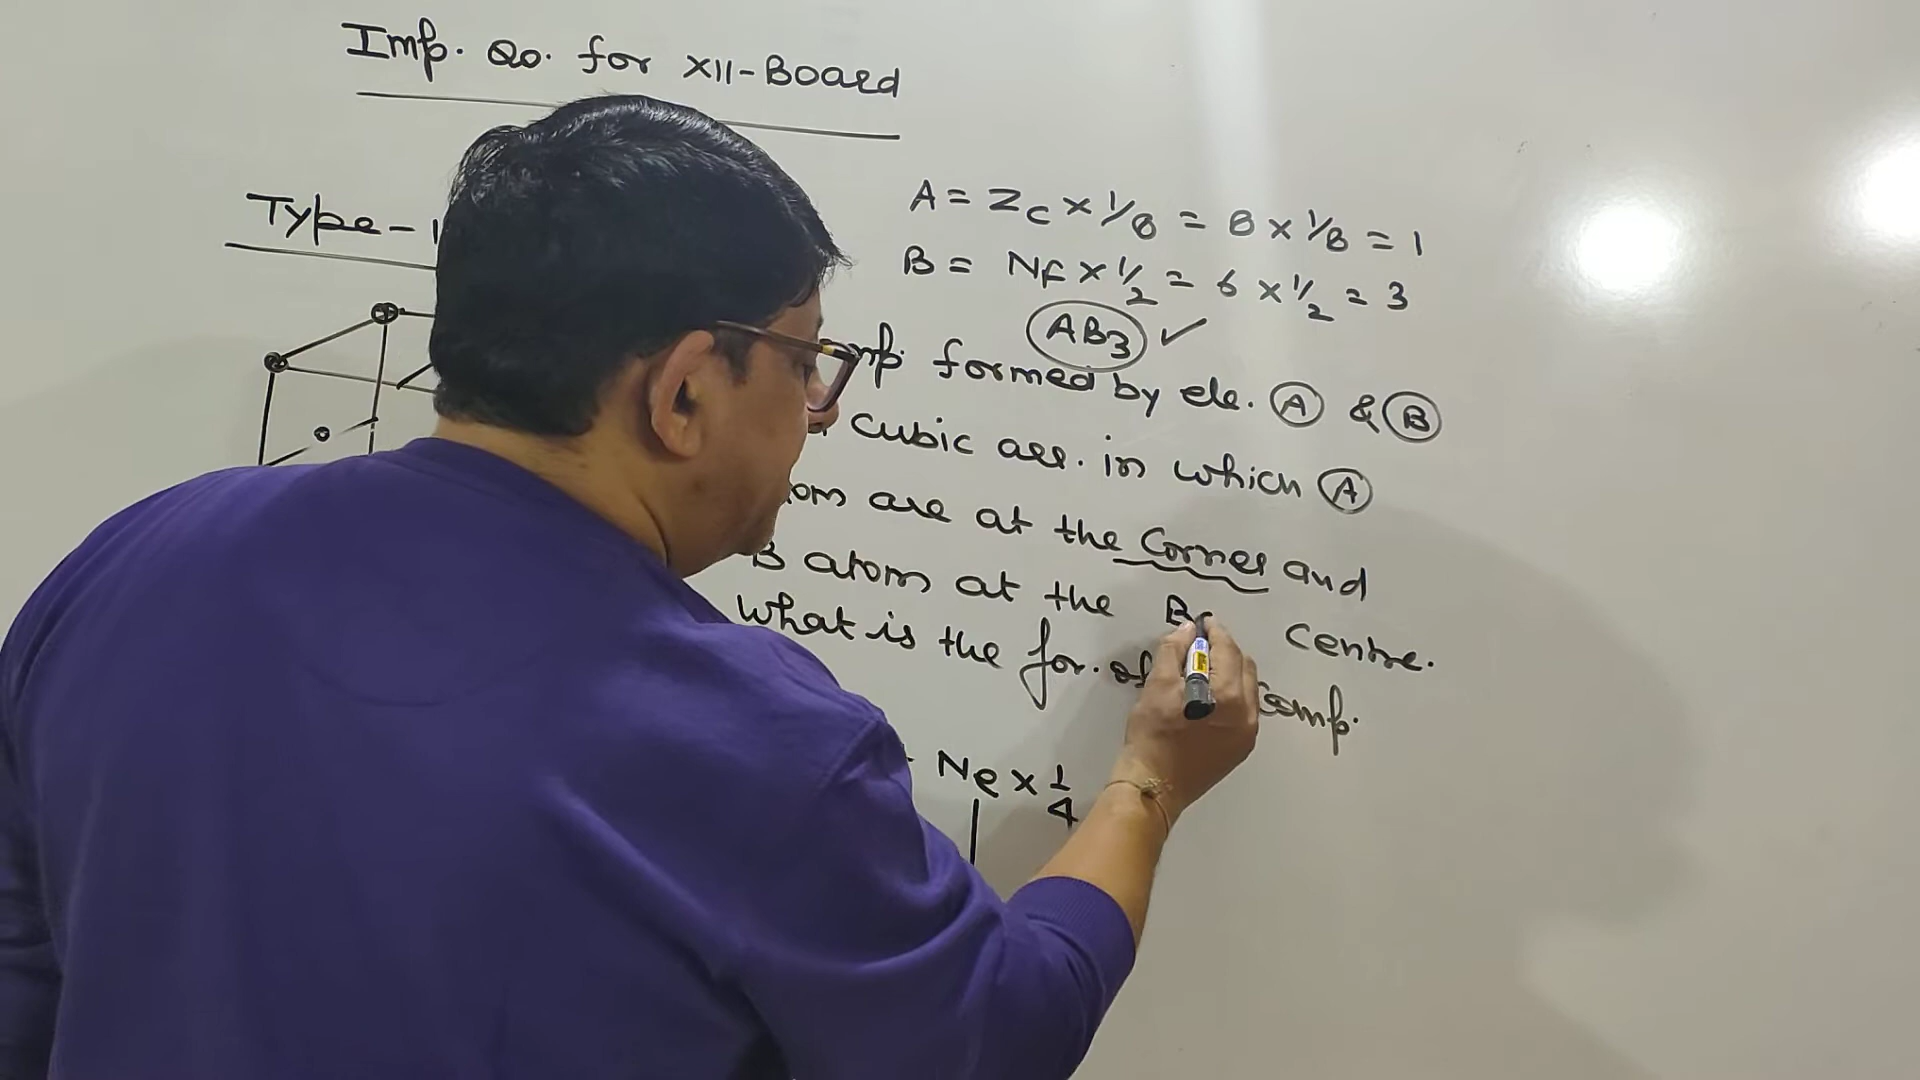 Imp. Qo. for XII-Board
Type-1
A = Zc × 1/8 = 8 × 1/8 = 1
B = Nf × 1/2 = 6 × 1/2 = 3
AB3 ✓
formed by ele. A & B
cubic arr. in which A
are at the corner and
B atom at the centre.
What is the for. of comp.
Ne × 1/4